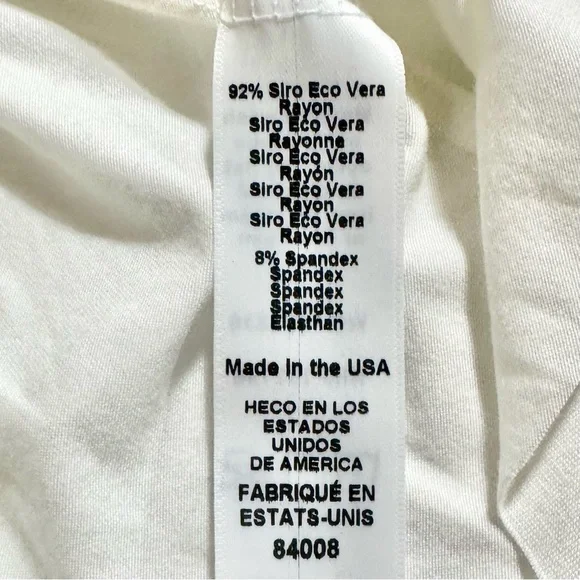 92% Siro Eco Vera
Rayon
Siro Eco Vera
Rayonne
Siro Eco Vera
Rayón
Siro Eco Vera
Rayon
Siro Eco Vera
Rayon
8% Spandex
Spandex
Spandex
Spandex
Elasthan
Made in the USA
HECO EN LOS
ESTADOS
UNIDOS
DE AMERICA
FABRIQUÉ EN
ESTATS-UNIS
84008